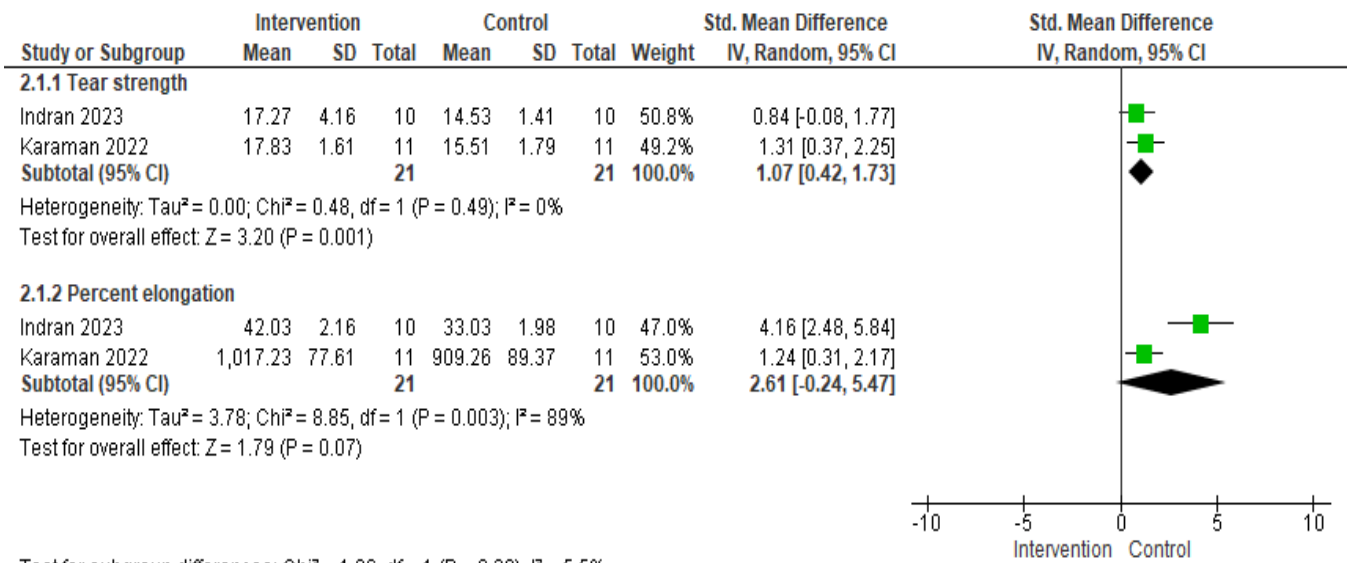 Intervention Control Std. Mean Difference Std. Mean Difference
Study or Subgroup Mean SD Total Mean SD Total Weight IV, Random, 95% CI IV, Random, 95% CI
2.1.1 Tear strength
Indran 2023 17.27 4.16 10 14.53 1.41 10 50.8% 0.84 [-0.08, 1.77]
Karaman 2022 17.83 1.61 11 15.51 1.79 11 49.2% 1.31 [0.37, 2.25]
Subtotal (95% CI) 21 21 100.0% 1.07 [0.42, 1.73]
Heterogeneity: Tau² = 0.00; Chi² = 0.48, df = 1 (P = 0.49); I² = 0%
Test for overall effect: Z = 3.20 (P = 0.001)
2.1.2 Percent elongation
Indran 2023 42.03 2.16 10 33.03 1.98 10 47.0% 4.16 [2.48, 5.84]
Karaman 2022 1,017.23 77.61 11 909.26 89.37 11 53.0% 1.24 [0.31, 2.17]
Subtotal (95% CI) 21 21 100.0% 2.61 [-0.24, 5.47]
Heterogeneity: Tau² = 3.78; Chi² = 8.85, df = 1 (P = 0.003); I² = 89%
Test for overall effect: Z = 1.79 (P = 0.07)
-10 -5 0 5 10
Intervention Control
Test for subgroup differences: Chi² df = 1 (P